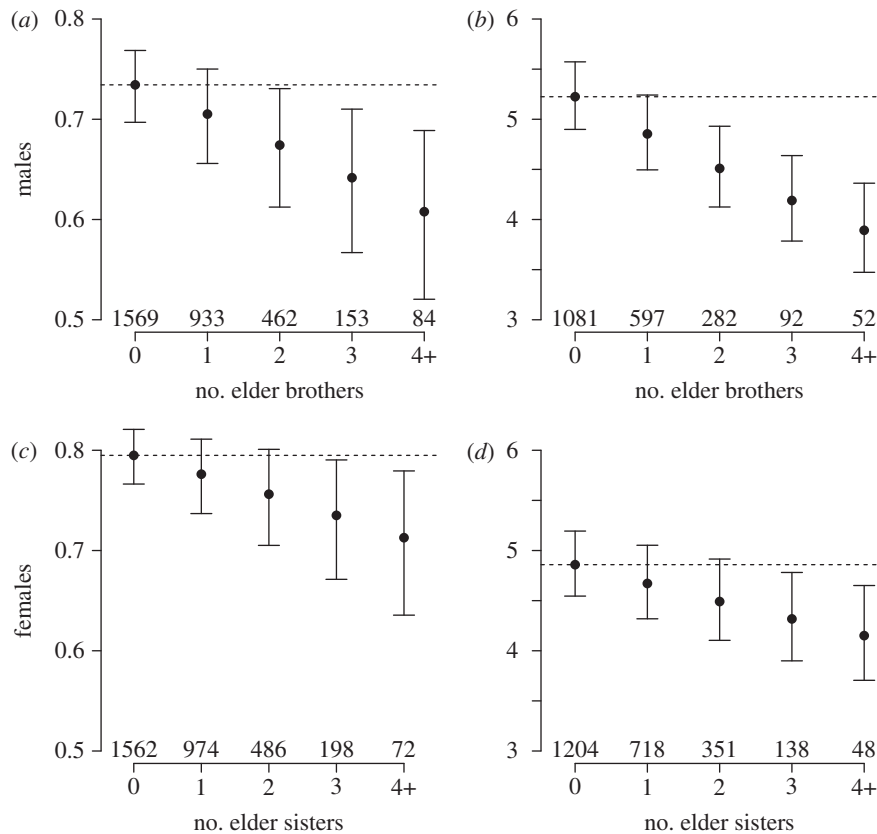 (a)
0.8
0.7
0.6
0.5
males
1569 933 462 153 84
0 1 2 3 4+
no. elder brothers
(b)
6
5
4
3
1081 597 282 92 52
0 1 2 3 4+
no. elder brothers
(c)
0.8
0.7
0.6
0.5
females
1562 974 486 198 72
0 1 2 3 4+
no. elder sisters
(d)
6
5
4
3
1204 718 351 138 48
0 1 2 3 4+
no. elder sisters